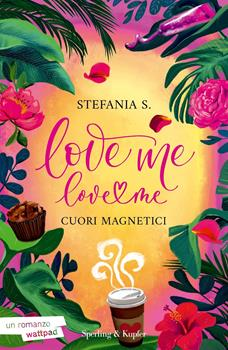 STEFANIA S.
love me
love me
CUORI MAGNETICI
un romanzo
wattpad
Sperling & Kupfer